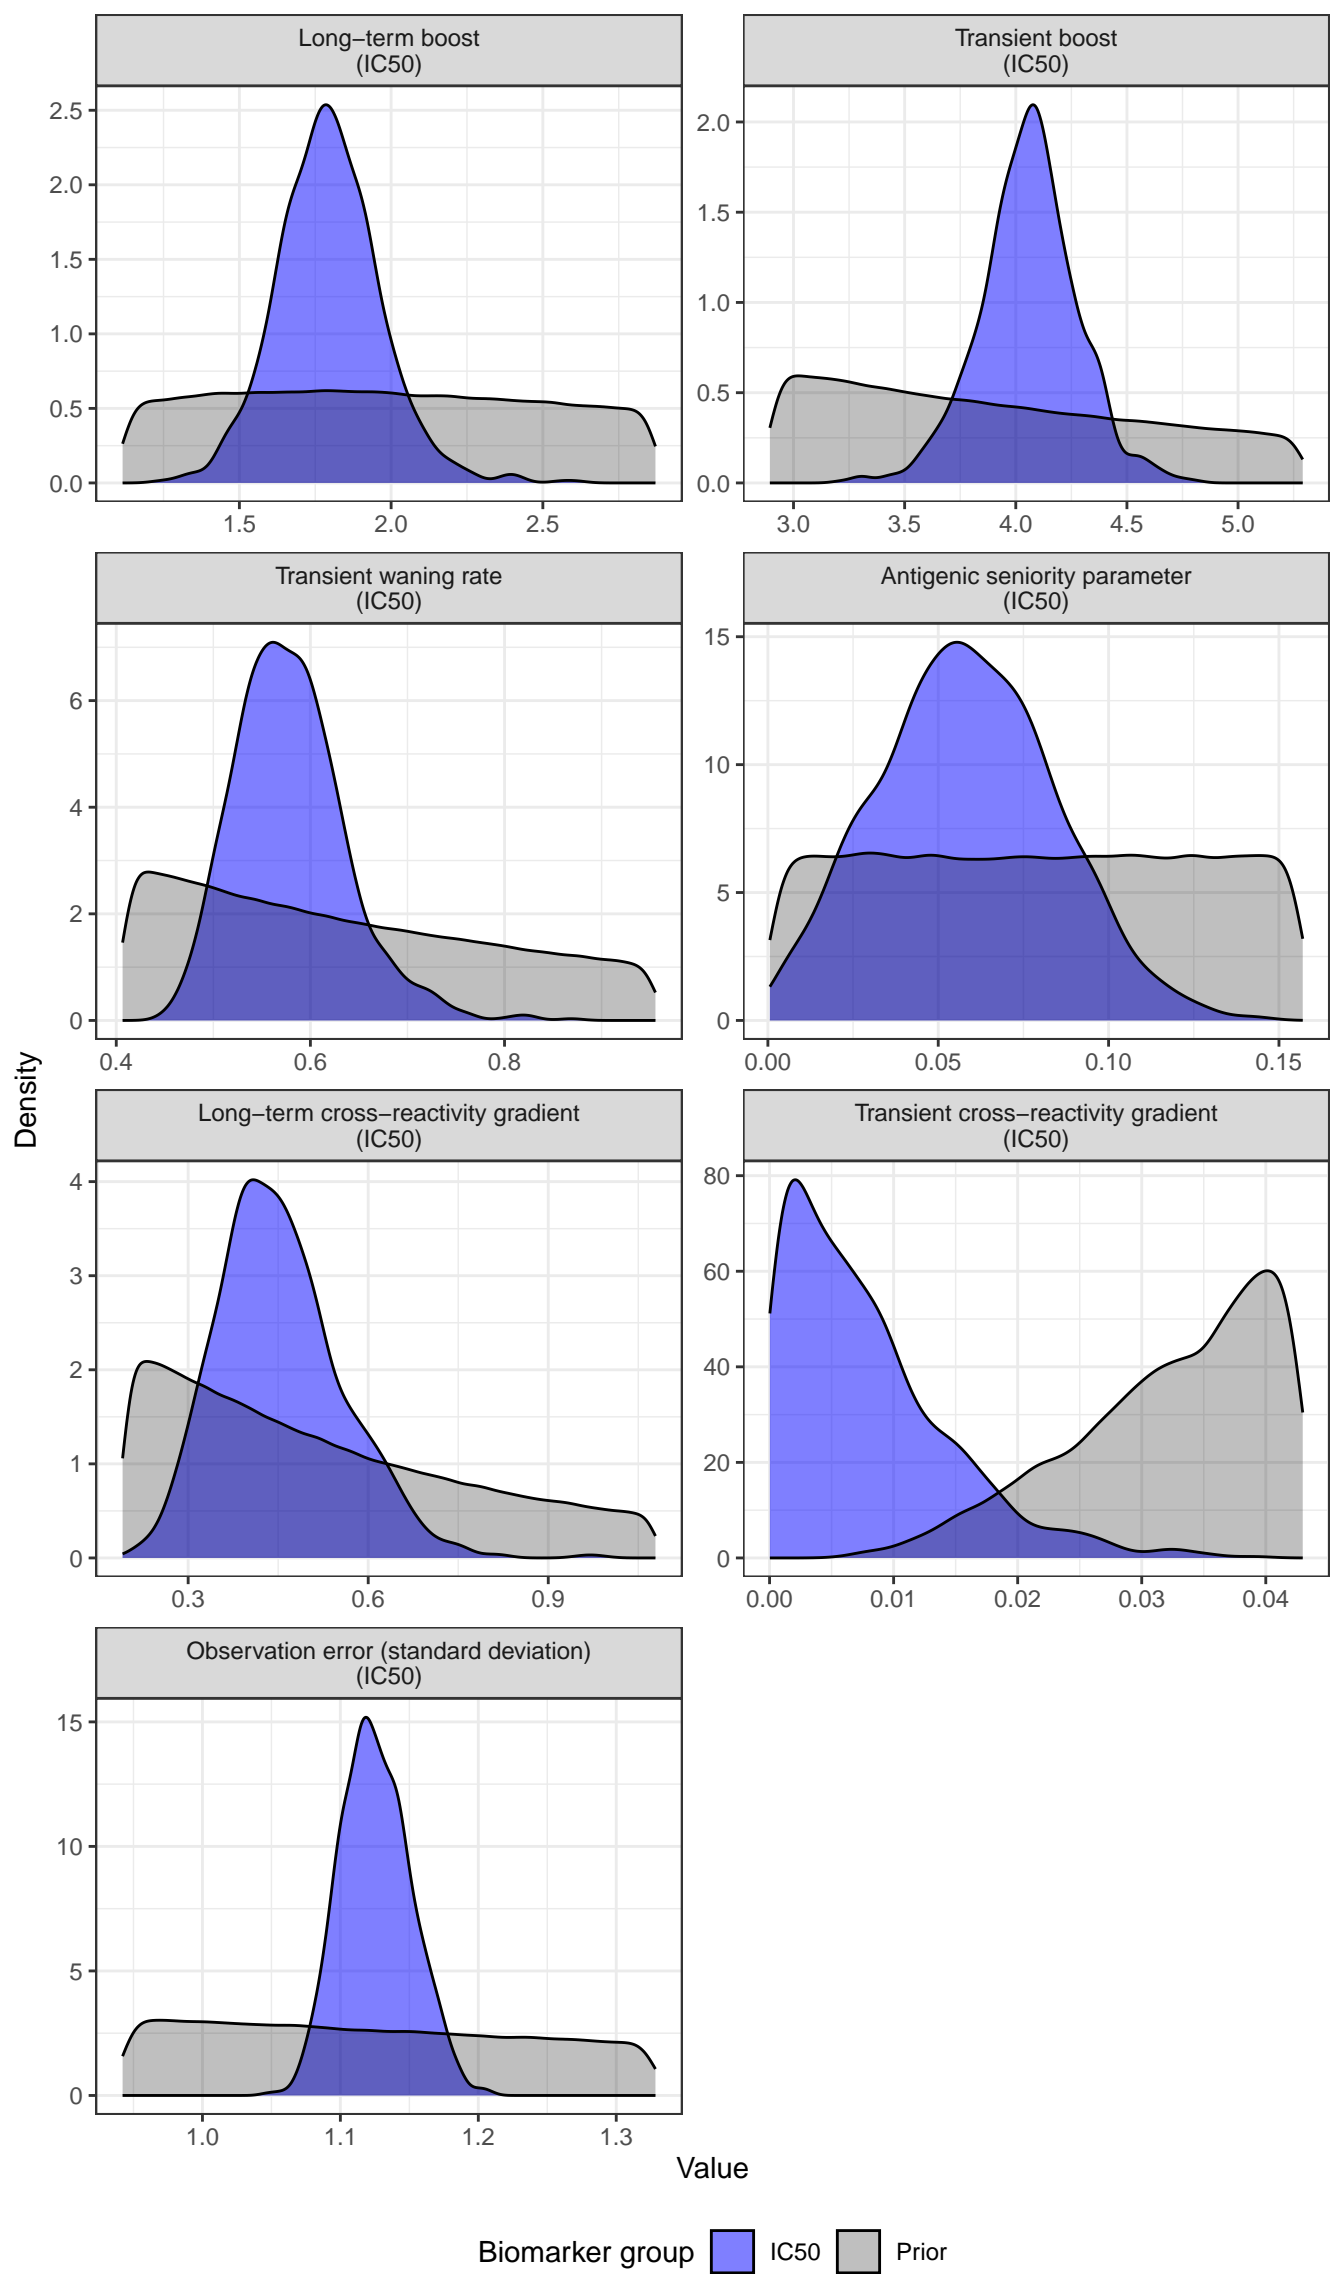 Long−term boost
(IC50)
Transient boost
(IC50)
2.5
2.0
1.5
1.0
0.5
0.0
1.5 2.0 2.5
2.0
1.5
1.0
0.5
0.0
3.0 3.5 4.0 4.5 5.0
Transient waning rate
(IC50)
Antigenic seniority parameter
(IC50)
6
4
2
0
0.4 0.6 0.8
15
10
5
0
0.00 0.05 0.10 0.15
Density
Long−term cross−reactivity gradient
(IC50)
Transient cross−reactivity gradient
(IC50)
4
3
2
1
0
0.3 0.6 0.9
80
60
40
20
0
0.00 0.01 0.02 0.03 0.04
Observation error (standard deviation)
(IC50)
15
10
5
0
1.0 1.1 1.2 1.3
Value
Biomarker group IC50 Prior